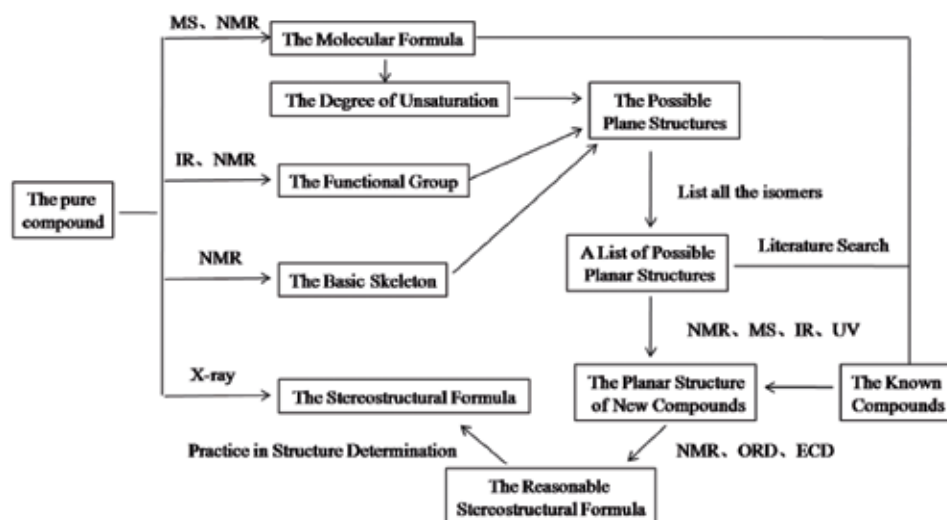 MS、NMR
The Molecular Formula
The Degree of Unsaturation
The Possible
Plane Structures
IR、NMR
The Functional Group
The pure
compound
List all the isomers
NMR
The Basic Skeleton
A List of Possible
Planar Structures
Literature Search
NMR、MS、IR、UV
X-ray
The Stereostructural Formula
The Planar Structure
of New Compounds
The Known
Compounds
Practice in Structure Determination
NMR、ORD、ECD
The Reasonable
Stereostructural Formula